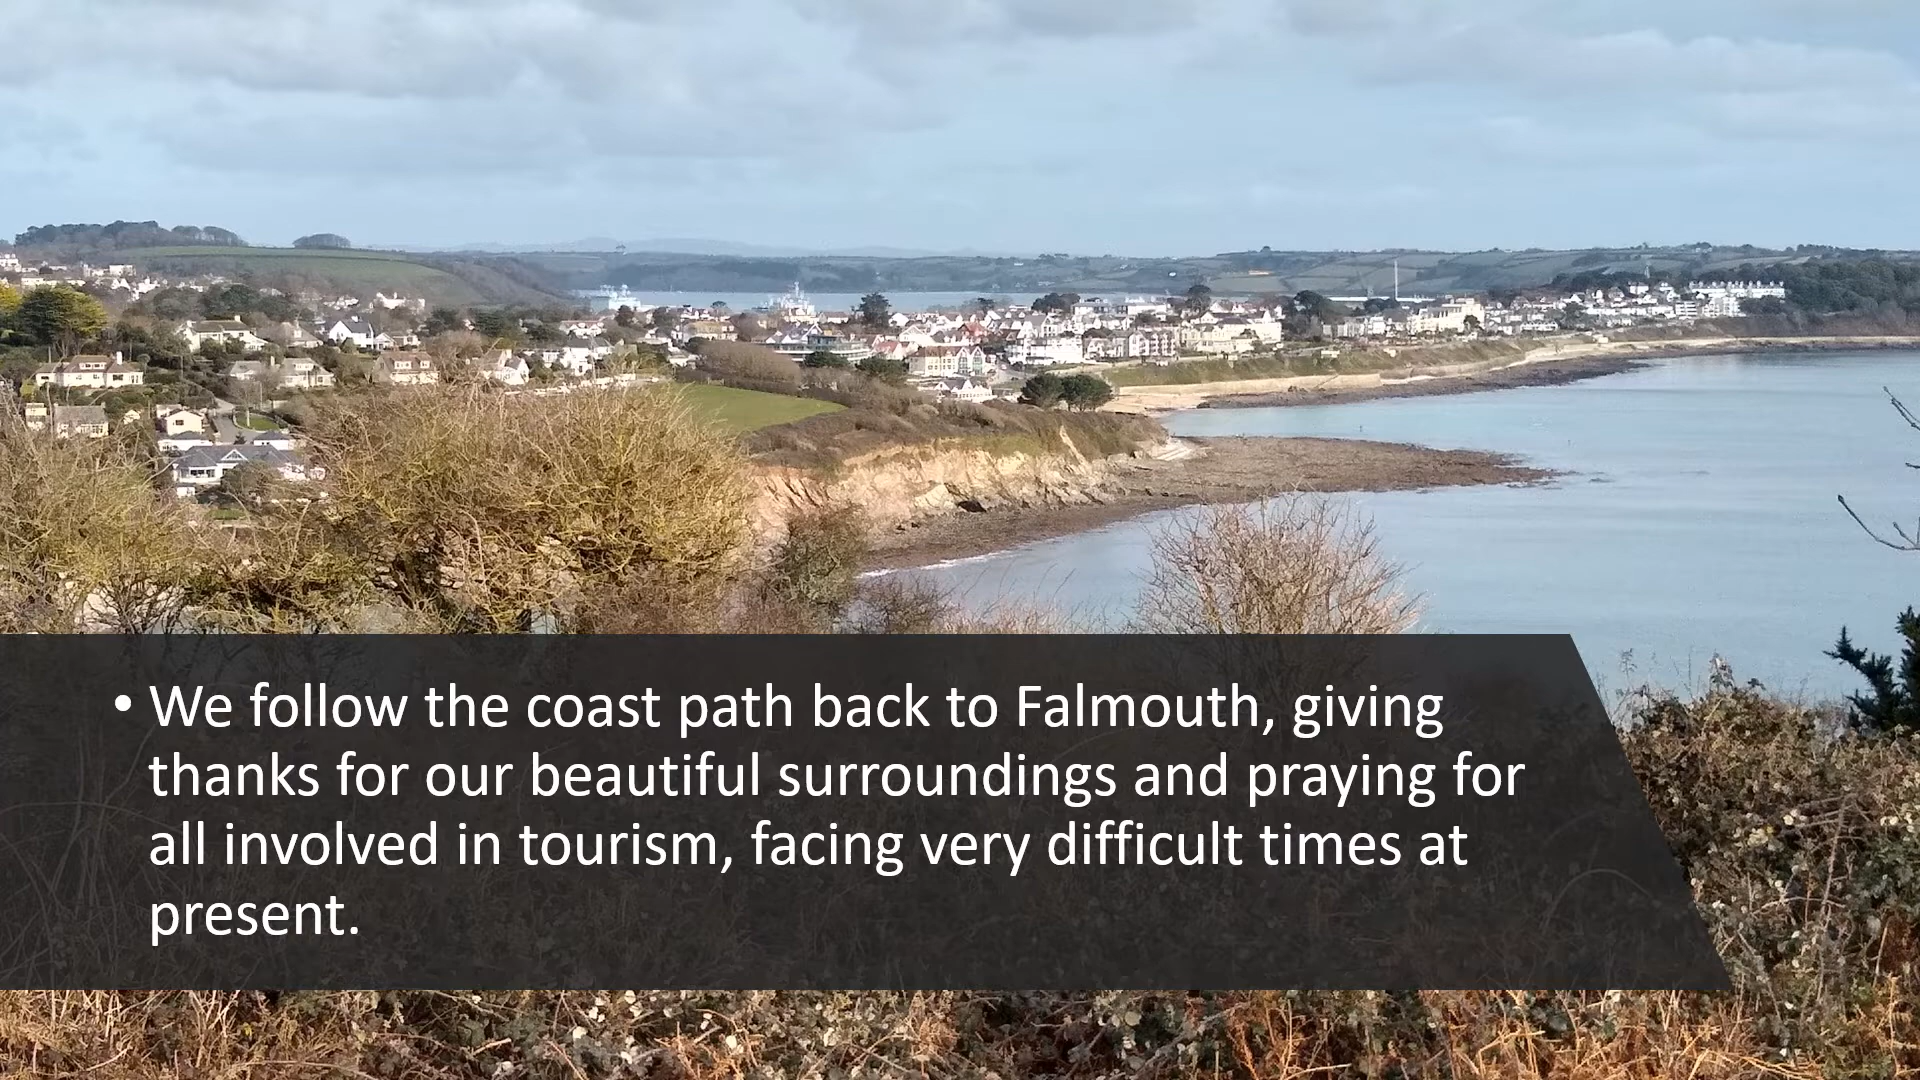 • We follow the coast path back to Falmouth, giving
thanks for our beautiful surroundings and praying for
all involved in tourism, facing very difficult times at
present.